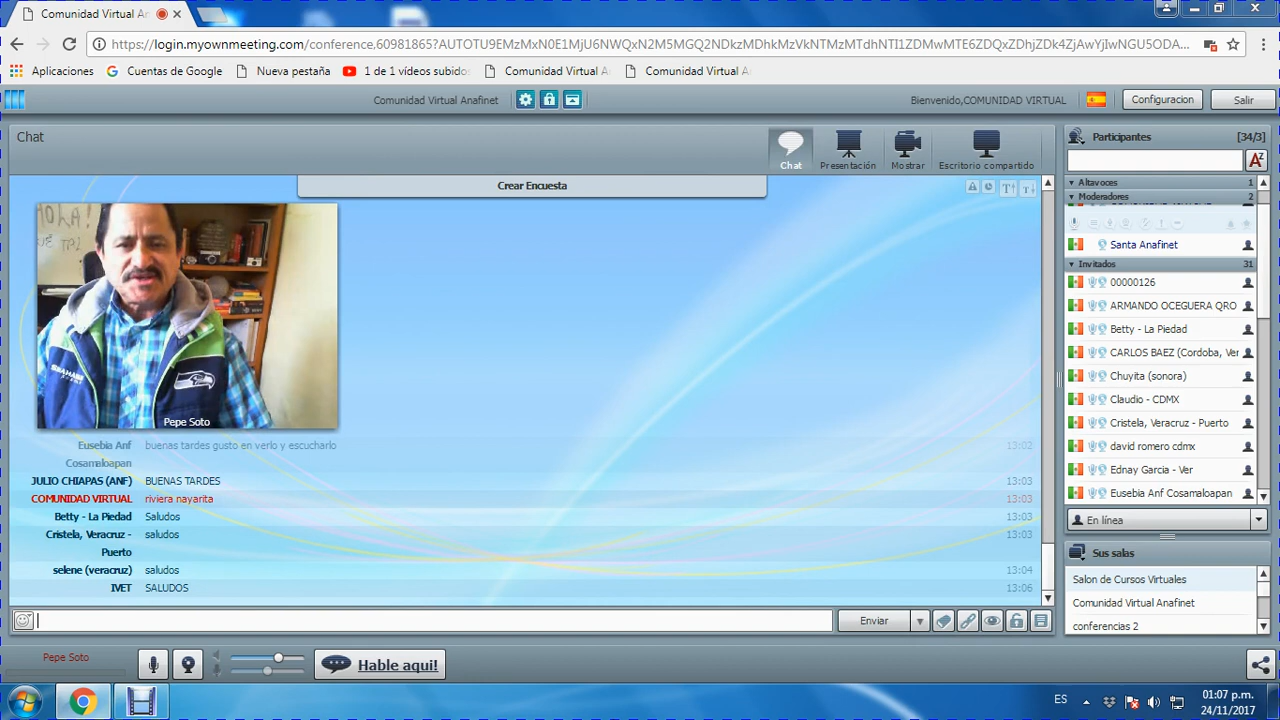 Comunidad Virtual An
https://login.myownmeeting.com/conference.60981865?AUTOTU9EMzMxN0E1MjU6NWQxN2M5MGQ2NDkzMDhkMzVkNTMzMTdhNTI1ZDMwMTE6ZDQxZDhjZDk4ZjAwYjIwNGU5ODA...
Aplicaciones
Cuentas de Google
Nueva pestaña
1 de 1 vídeos subido
Comunidad Virtual A
Comunidad Virtual A
Comunidad Virtual Anafinet
Bienvenido,COMUNIDAD VIRTUAL
Configuracion
Salir
Chat
Chat
Presentación
Mostrar
Escritorio compartido
Crear Encuesta
HOLA!
Pepe Soto
Eusebia Anf Cosamaloapan
buenas tardes gusto en verlo y escucharlo
13:02
JULIO CHIAPAS (ANF)
BUENAS TARDES
13:03
COMUNIDAD VIRTUAL
riviera nayarita
13:03
Betty - La Piedad
Saludos
13:03
Cristela, Veracruz - Puerto
saludos
13:03
selene (veracruz)
saludos
13:04
IVET
SALUDOS
13:06
Enviar
Participantes
[34/3]
Altavoces
1
Moderadores
2
Santa Anafinet
Invitados
31
00000126
ARMANDO OCEGUERA QRO
Betty - La Piedad
CARLOS BAEZ (Cordoba, Ver
Chuyita (sonora)
Claudio - CDMX
Cristela, Veracruz - Puerto
david romero cdmx
Ednay Garcia - Ver
Eusebia Anf Cosamaloapan
En línea
Sus salas
Salon de Cursos Virtuales
Comunidad Virtual Anafinet
conferencias 2
Pepe Soto
Hable aqui!
ES
01:07 p.m.
24/11/2017